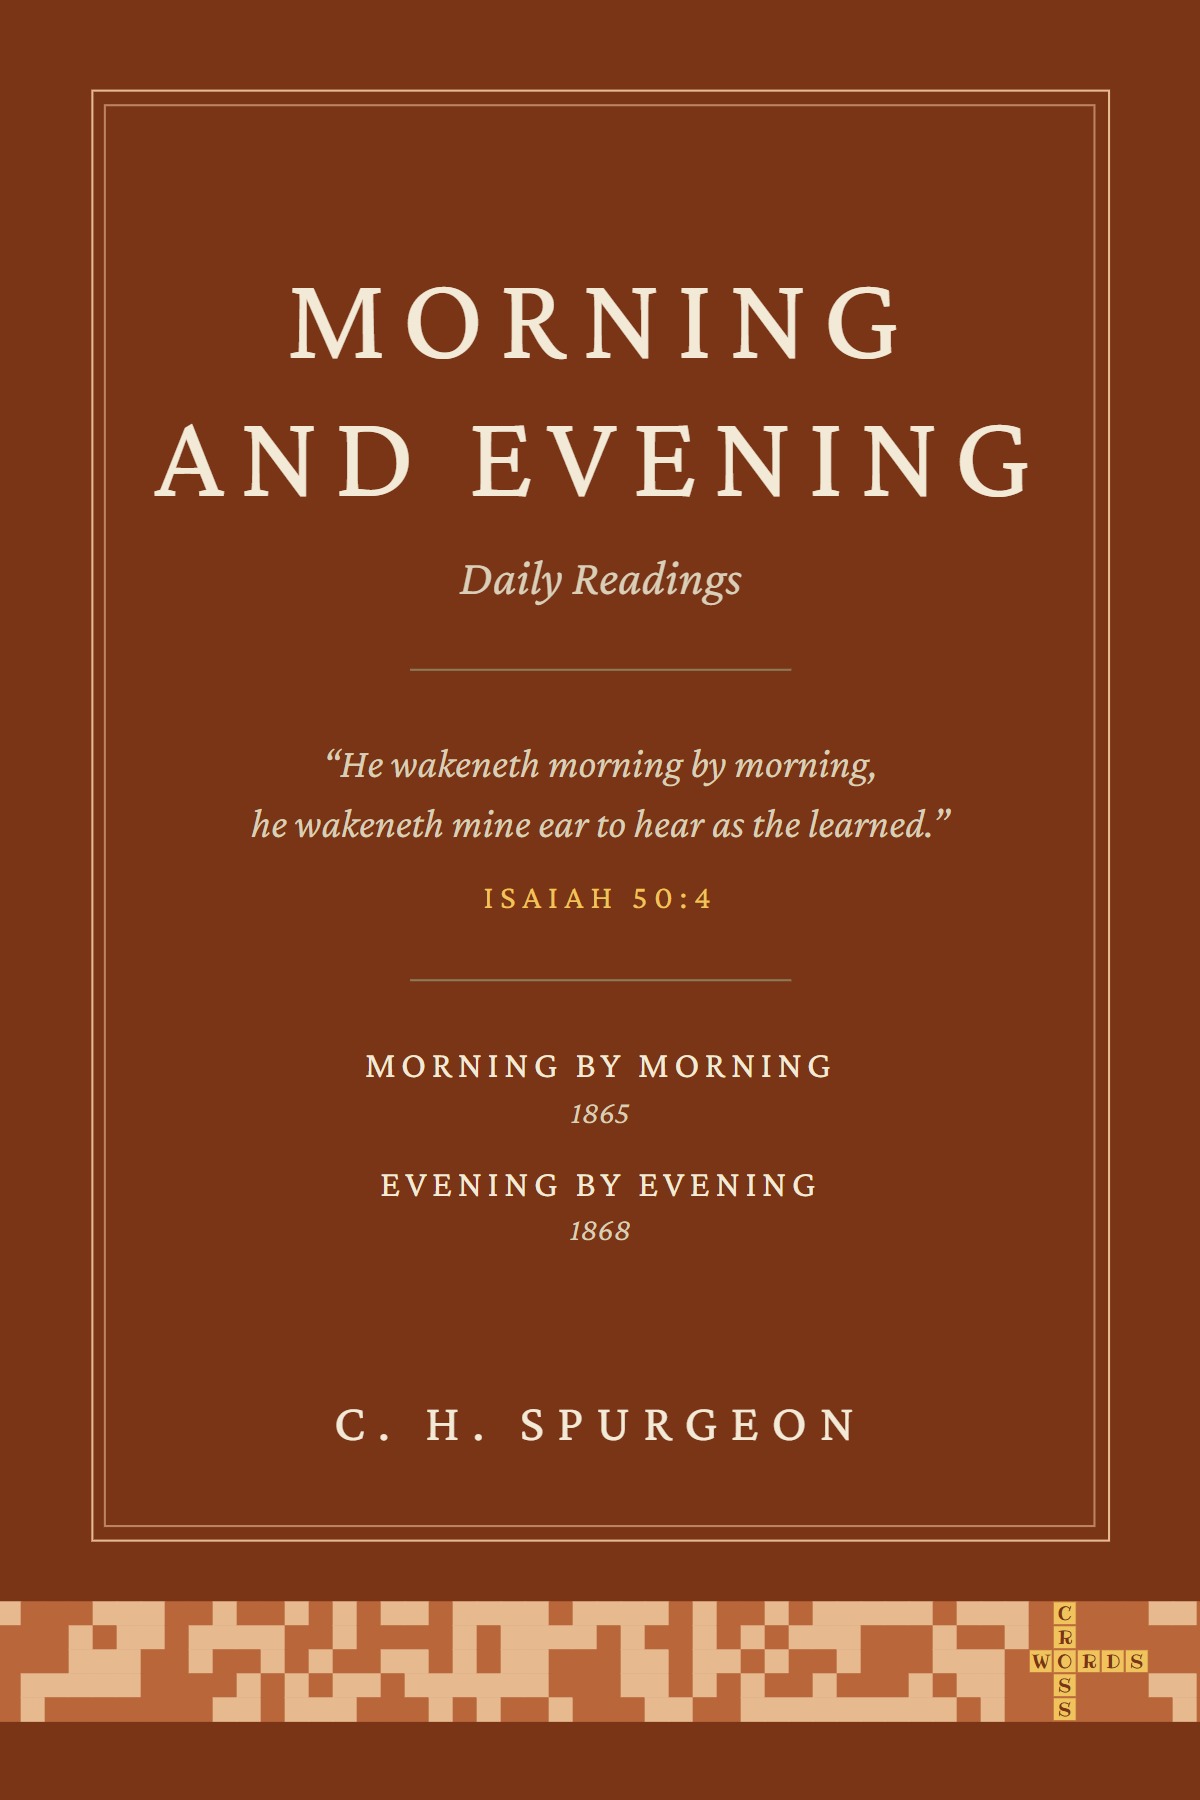 MORNING
AND EVENING
Daily Readings
“He wakeneth morning by morning,
he wakeneth mine ear to hear as the learned.”
ISAIAH 50:4
MORNING BY MORNING
1865
EVENING BY EVENING
1868
C. H. SPURGEON
CROSS
WORDS